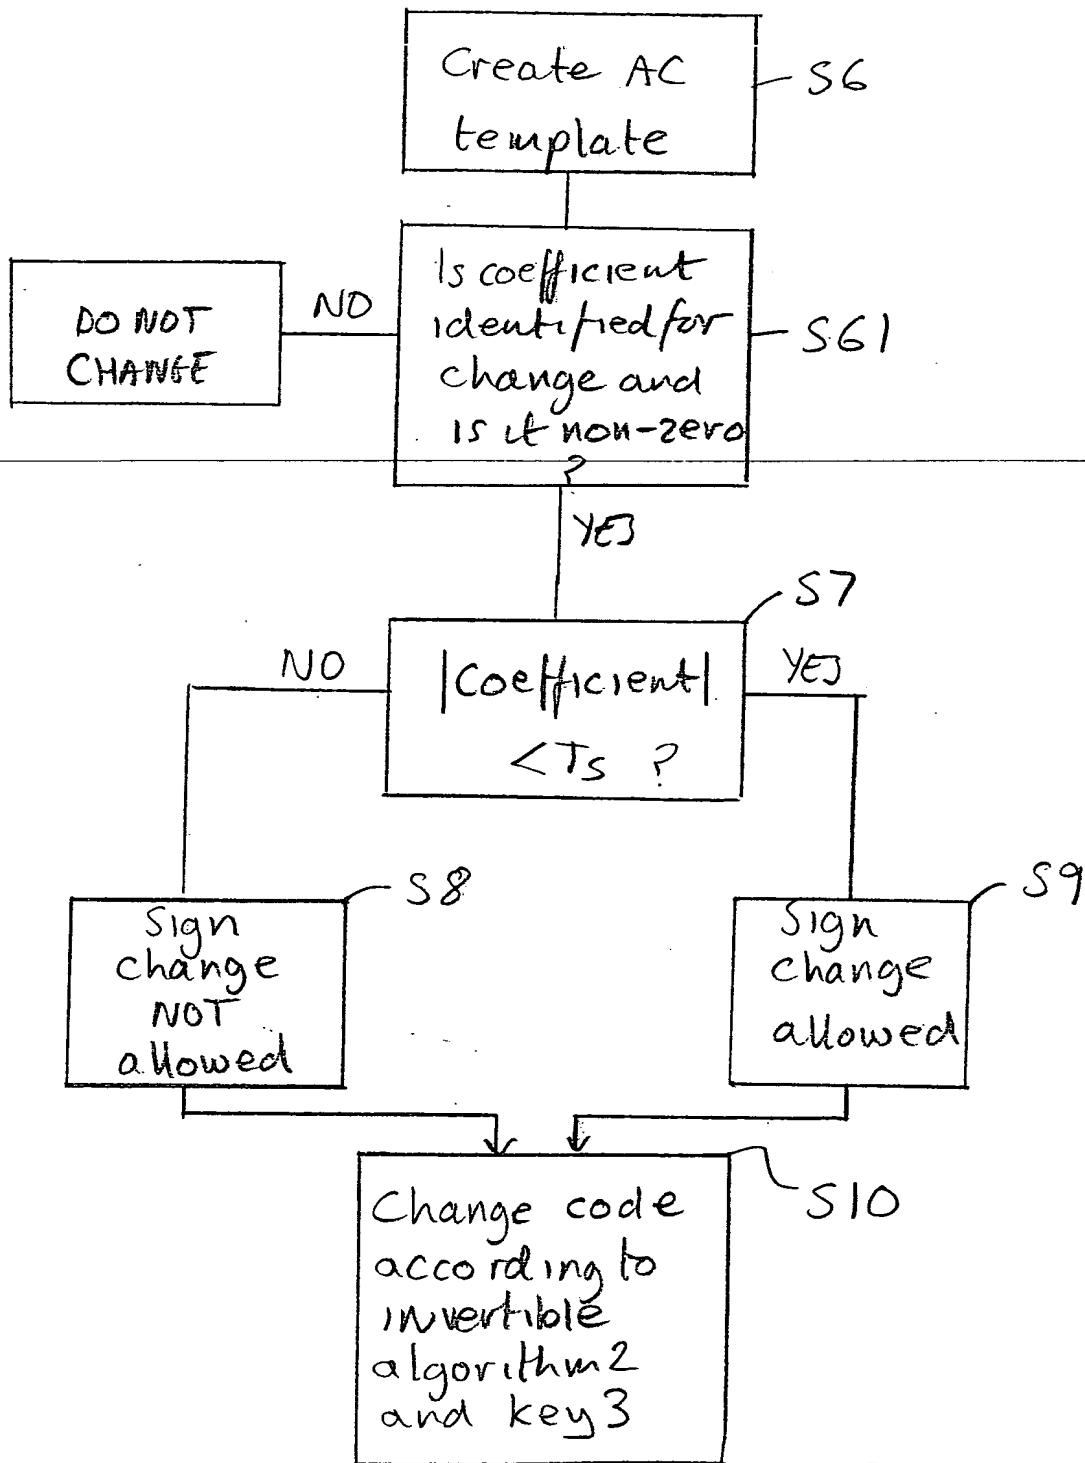 Create AC
template
S6
Is coefficient
identified for
change and
is it non-zero
?
S61
NO
DO NOT
CHANGE
YES
S7
|Coefficient|
<Ts ?
NO
YES
S8
Sign
change
NOT
allowed
S9
Sign
change
allowed
S10
Change code
according to
invertible
algorithm2
and key3